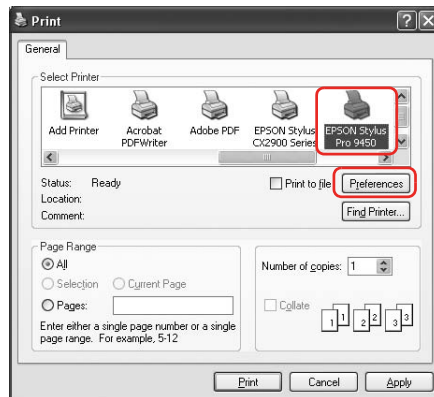 Print
General
Select Printer
Add Printer
Acrobat
PDFWriter
Adobe PDF
EPSON Stylus
CX2900 Series
EPSON Stylus
Pro 9450
Status: Ready
Print to file
Preferences
Location:
Comment:
Find Printer...
Page Range
All
Selection
Current Page
Pages:
Enter either a single page number or a single
page range. For example, 5-12
Number of copies: 1
Collate
1 1 2 2 3 3
Print
Cancel
Apply